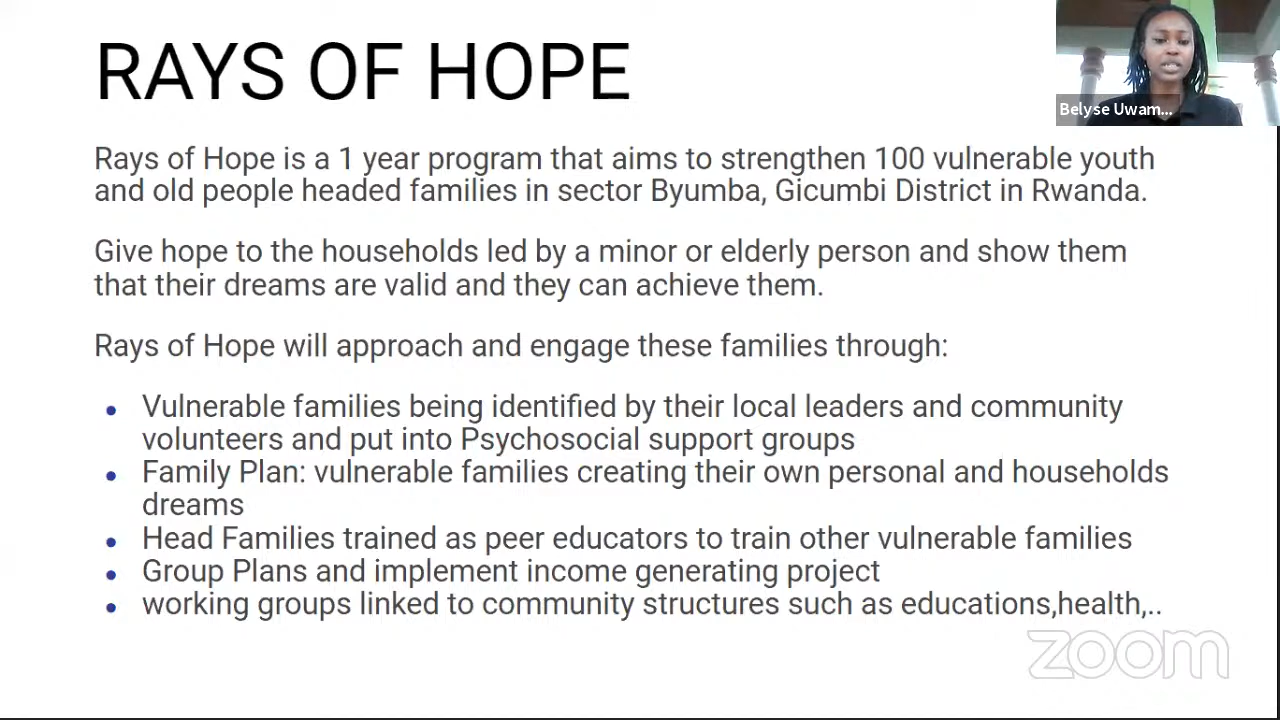 RAYS OF HOPE
Belyse Uwam...
Rays of Hope is a 1 year program that aims to strengthen 100 vulnerable youth
and old people headed families in sector Byumba, Gicumbi District in Rwanda.
Give hope to the households led by a minor or elderly person and show them
that their dreams are valid and they can achieve them.
Rays of Hope will approach and engage these families through:
• Vulnerable families being identified by their local leaders and community
volunteers and put into Psychosocial support groups
• Family Plan: vulnerable families creating their own personal and households
dreams
• Head Families trained as peer educators to train other vulnerable families
• Group Plans and implement income generating project
• working groups linked to community structures such as educations,health,..
zoom